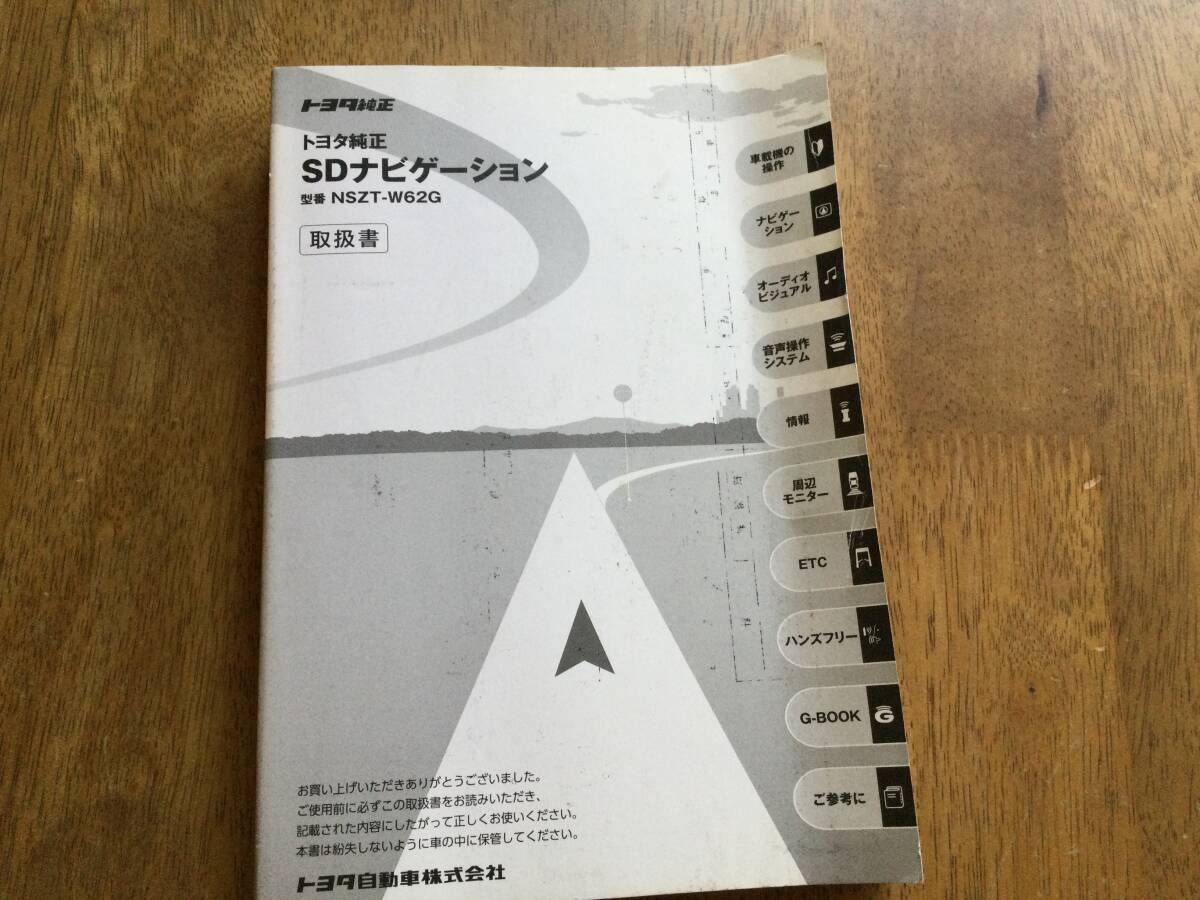 トヨタ純正
トヨタ純正
SDナビゲーション
型番 NSZT-W62G
取扱書
車載機の
操作
ナビゲー
ション
オーディオ
ビジュアル
音声操作
システム
情報
周辺
モニター
ETC
ハンズフリー
G-BOOK
ご参考に
お買い上げいただきありがとうございました。
ご使用前に必ずこの取扱書をお読みいただき、
記載された内容にしたがって正しくお使いください。
本書は紛失しないように車の中に保管してください。
トヨタ自動車株式会社